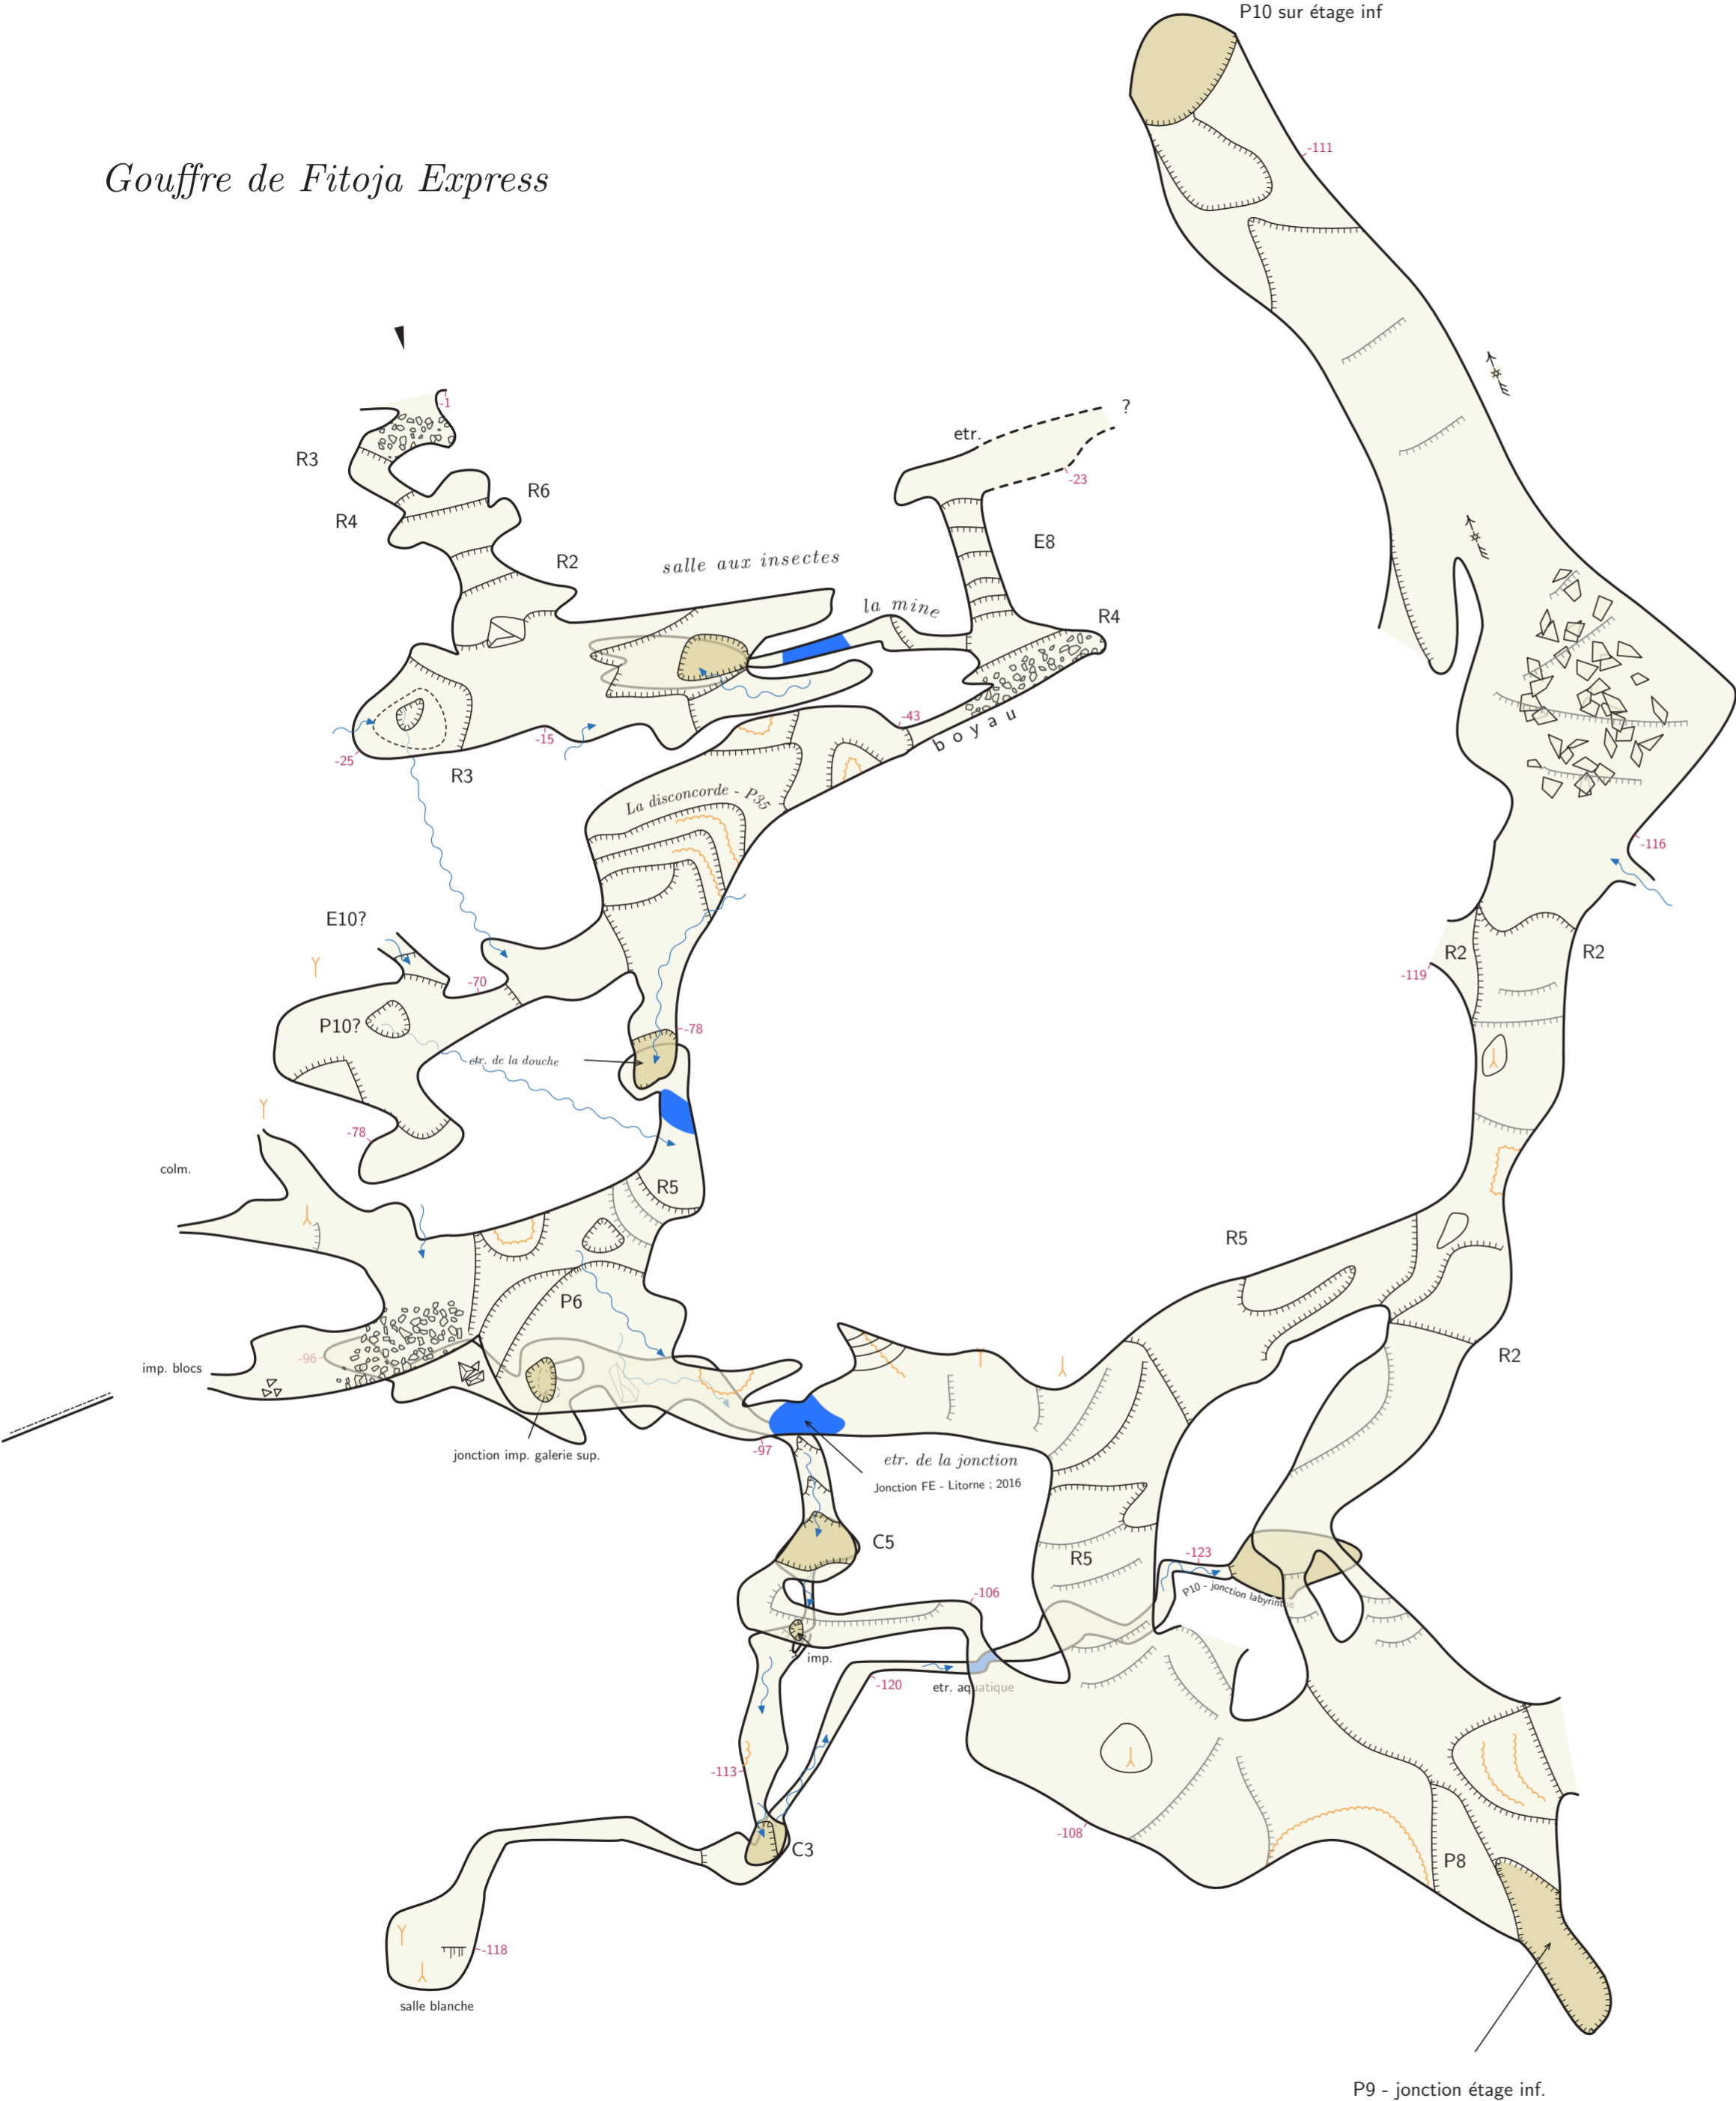 P10 sur étage inf
-111
Gouffre de Fitoja Express
-1
R3
R6
R4
R2
etr.
?
-23
E8
salle aux insectes
la mine
R4
-43
boyau
-15
-25
R3
La disconcorde - P35
-116
E10?
-70
R2
R2
-119
P10?
-78
etr. de la douche
-78
colm.
R5
R5
P6
-96
imp. blocs
R2
jonction imp. galerie sup.
-97
etr. de la jonction
Jonction FE - Litorne ; 2016
C5
R5
-123
P10 - jonction labyrinthe
-106
imp.
-120
etr. aquatique
-113
-108
C3
P8
-118
salle blanche
P9 - jonction étage inf.